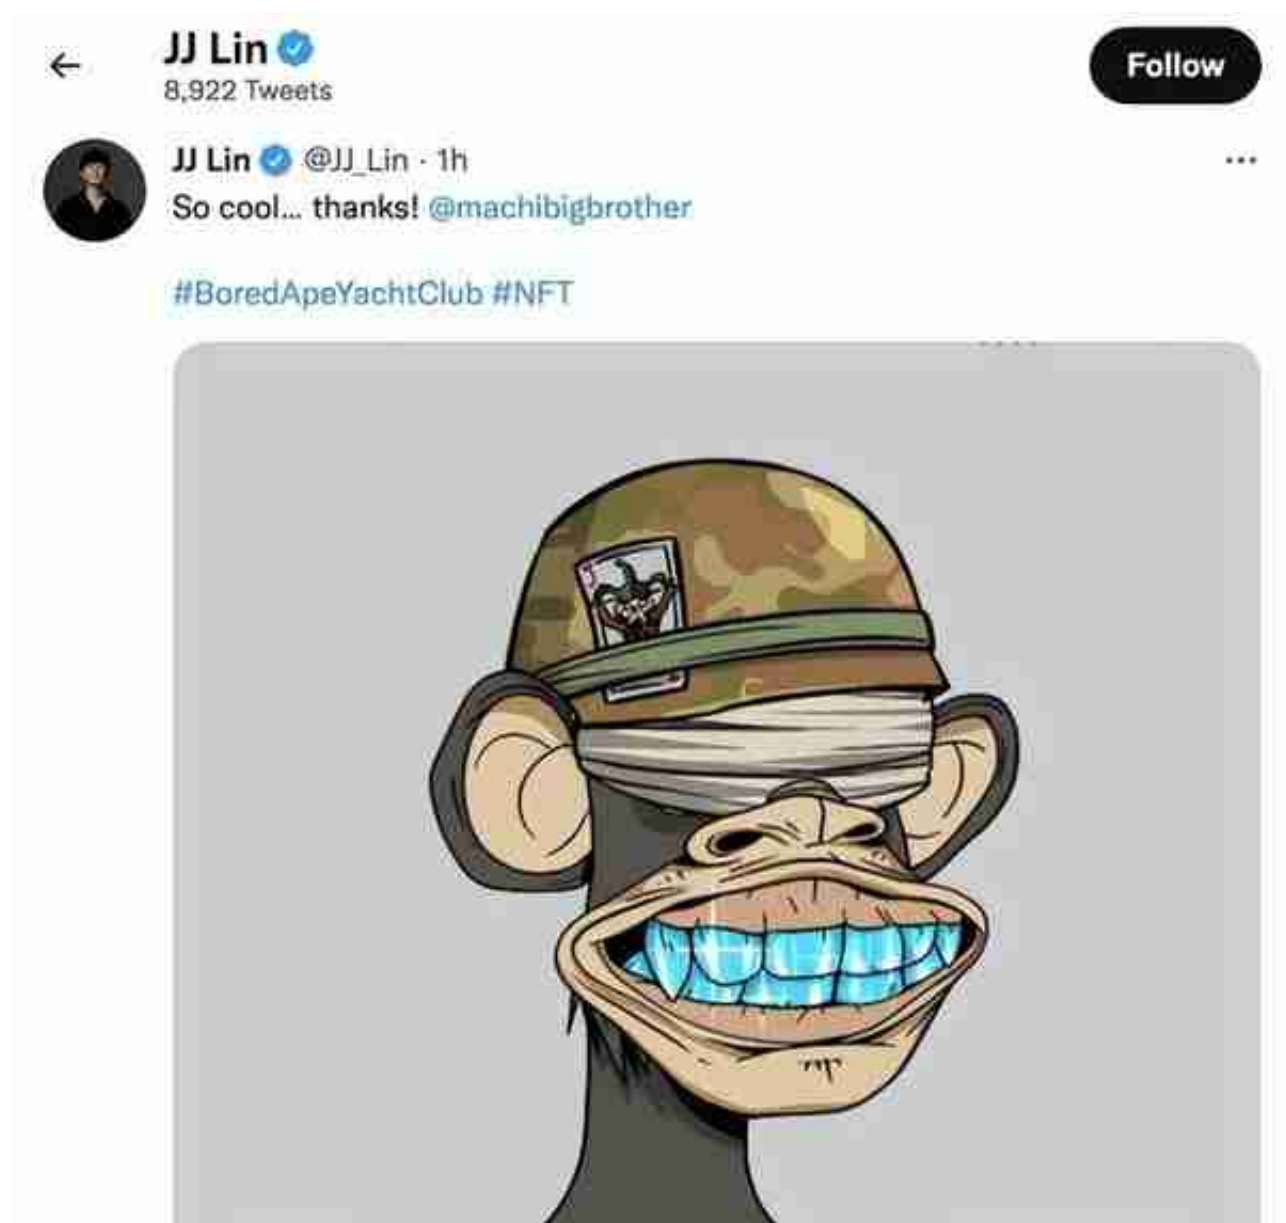 JJ Lin
8,922 Tweets
Follow
JJ Lin @JJ_Lin · 1h
So cool... thanks! @machibigbrother
#BoredApeYachtClub #NFT